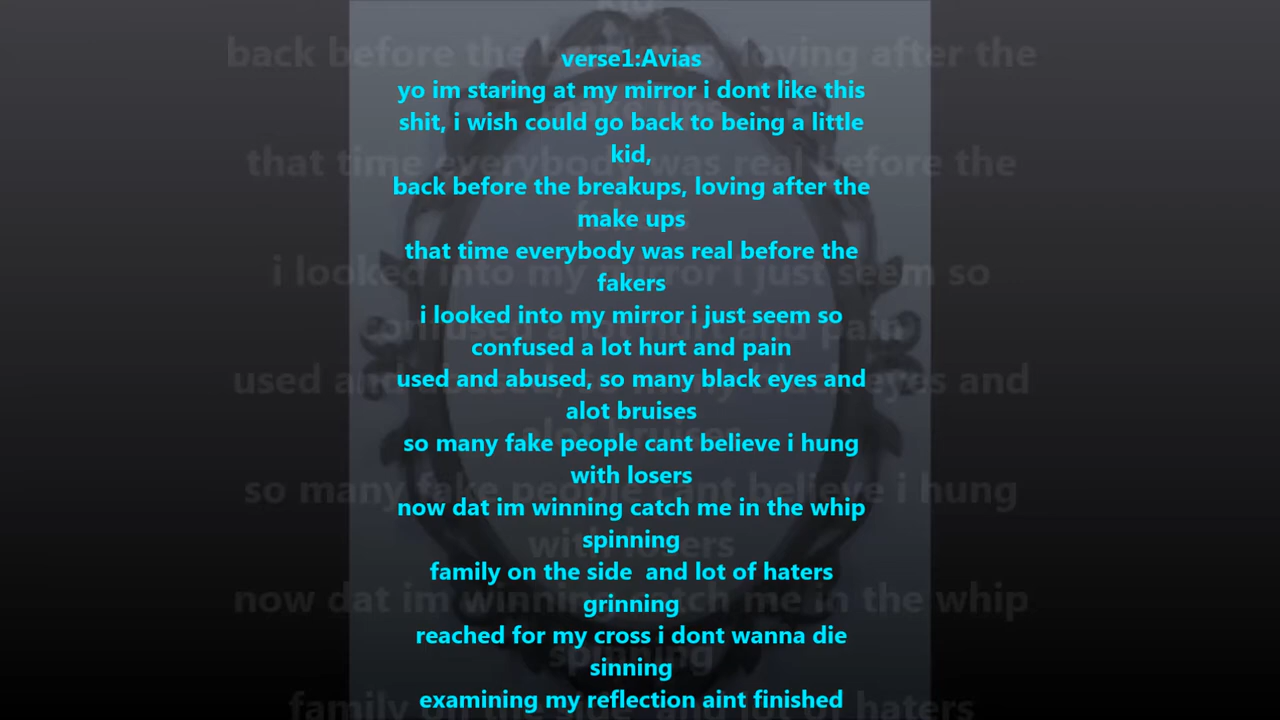 verse1:Avias
yo im staring at my mirror i dont like this
shit, i wish could go back to being a little
kid,
back before the breakups, loving after the
make ups
that time everybody was real before the
fakers
i looked into my mirror i just seem so
confused a lot hurt and pain
used and abused, so many black eyes and
alot bruises
so many fake people cant believe i hung
with losers
now dat im winning catch me in the whip
spinning
family on the side  and lot of haters
grinning
reached for my cross i dont wanna die
sinning
examining my reflection aint finished